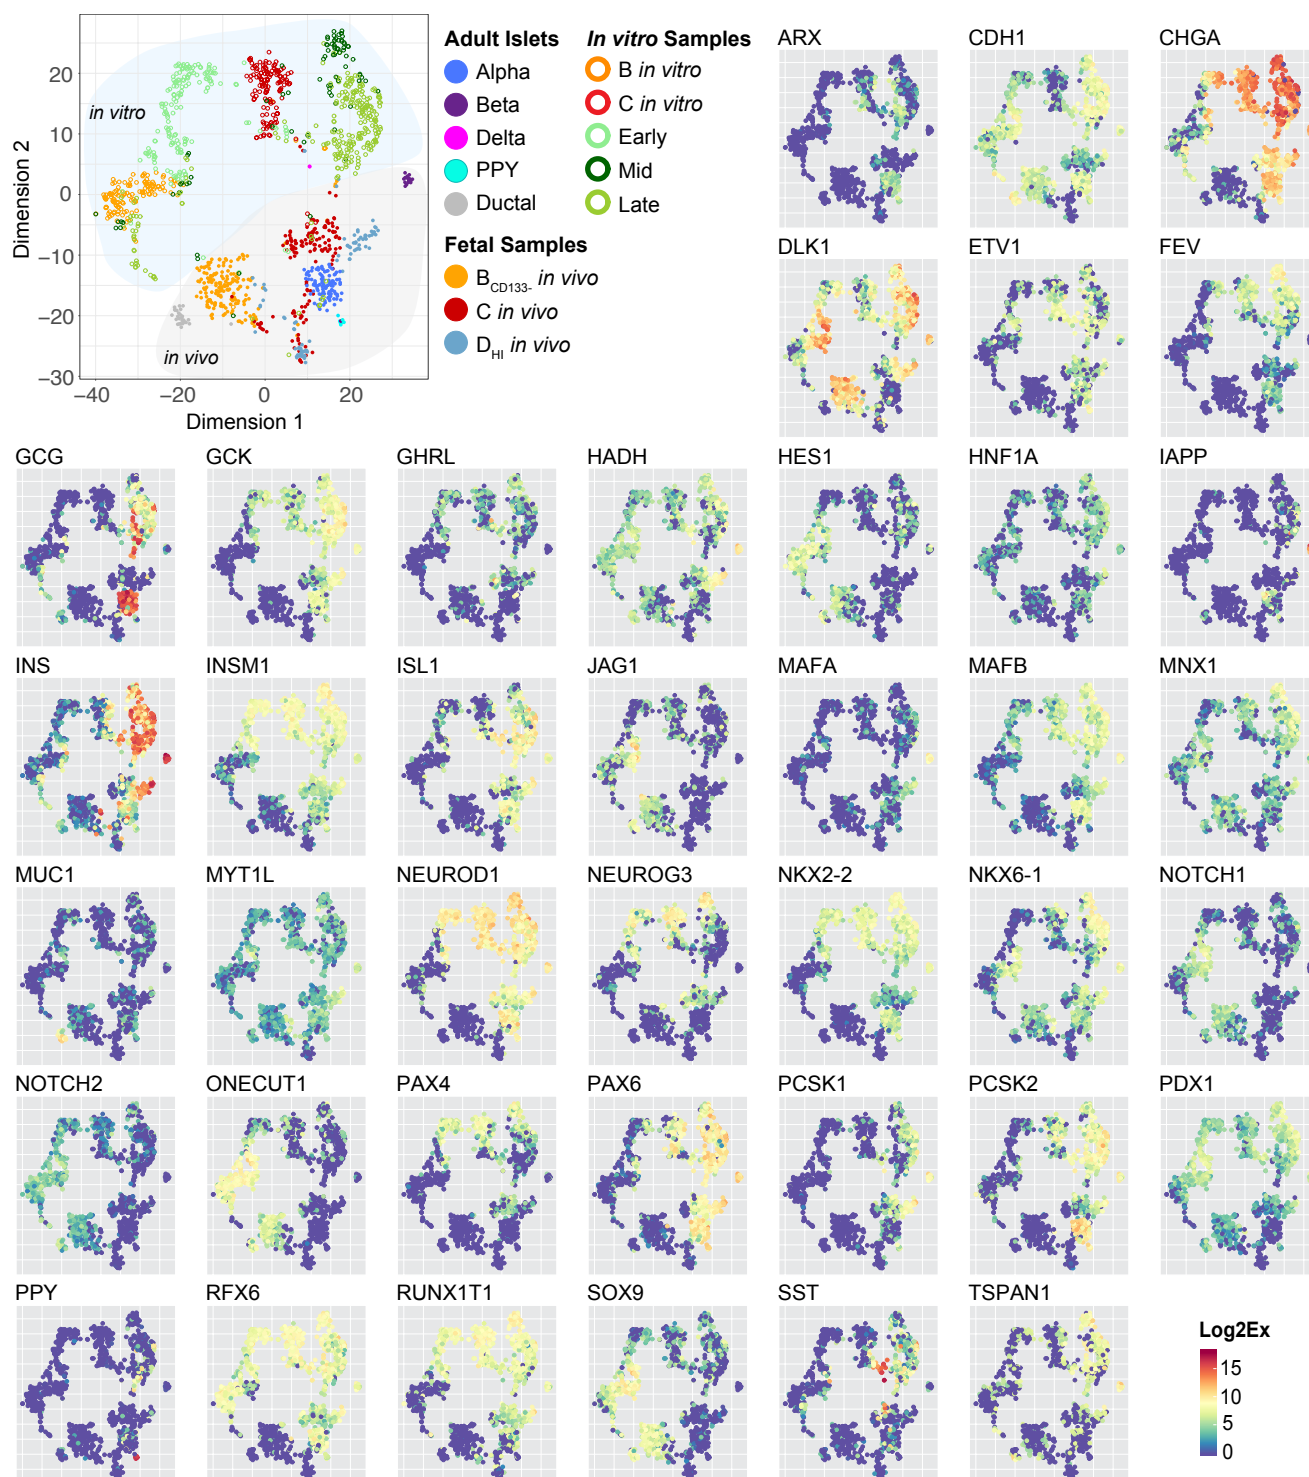 Adult Islets
Alpha
Beta
Delta
PPY
Ductal
Fetal Samples
B CD133- in vivo
C in vivo
D HI in vivo
In vitro Samples
B in vitro
C in vitro
Early
Mid
Late
in vitro
in vivo
20
10
0
−10
−20
−30
−40
−20
0
20
Dimension 1
Dimension 2
ARX
CDH1
CHGA
DLK1
ETV1
FEV
GCG
GCK
GHRL
HADH
HES1
HNF1A
IAPP
INS
INSM1
ISL1
JAG1
MAFA
MAFB
MNX1
MUC1
MYT1L
NEUROD1
NEUROG3
NKX2-2
NKX6-1
NOTCH1
NOTCH2
ONECUT1
PAX4
PAX6
PCSK1
PCSK2
PDX1
PPY
RFX6
RUNX1T1
SOX9
SST
TSPAN1
Log2Ex
15
10
5
0